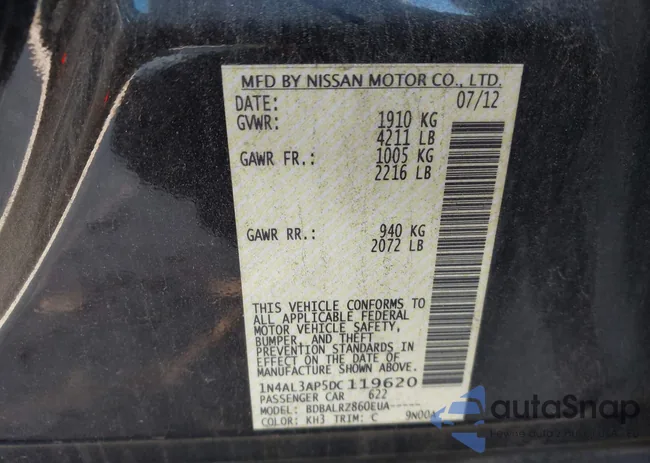 MFD BY NISSAN MOTOR CO., LTD.
DATE: 07/12
GVWR: 1910 KG
4211 LB
GAWR FR.: 1005 KG
2216 LB
GAWR RR.: 940 KG
2072 LB
THIS VEHICLE CONFORMS TO
ALL APPLICABLE FEDERAL
MOTOR VEHICLE SAFETY,
BUMPER, AND THEFT
PREVENTION STANDARDS IN
EFFECT ON THE DATE OF
MANUFACTURE SHOWN ABOVE.
1N4AL3AP5DC119620
PASSENGER CAR 622
MODEL: BDBALRZ860EUA-----
COLOR: KH3 TRIM: C 9N00A
autoSnap